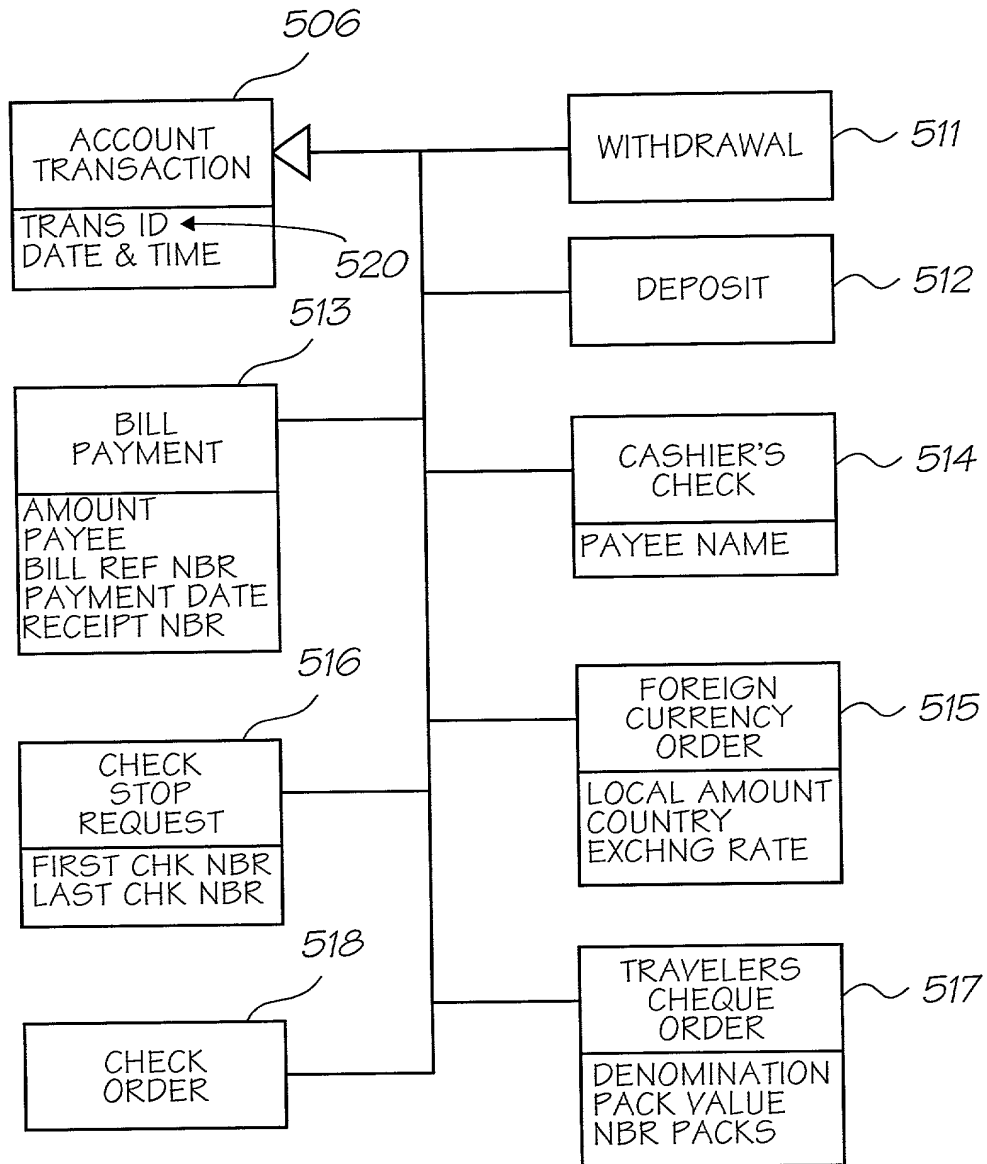 506
ACCOUNT
TRANSACTION
TRANS ID
DATE & TIME
520
WITHDRAWAL
511
DEPOSIT
512
513
BILL
PAYMENT
AMOUNT
PAYEE
BILL REF NBR
PAYMENT DATE
RECEIPT NBR
CASHIER'S
CHECK
PAYEE NAME
514
516
CHECK
STOP
REQUEST
FIRST CHK NBR
LAST CHK NBR
FOREIGN
CURRENCY
ORDER
LOCAL AMOUNT
COUNTRY
EXCHNG RATE
515
518
CHECK
ORDER
TRAVELERS
CHEQUE
ORDER
DENOMINATION
PACK VALUE
NBR PACKS
517